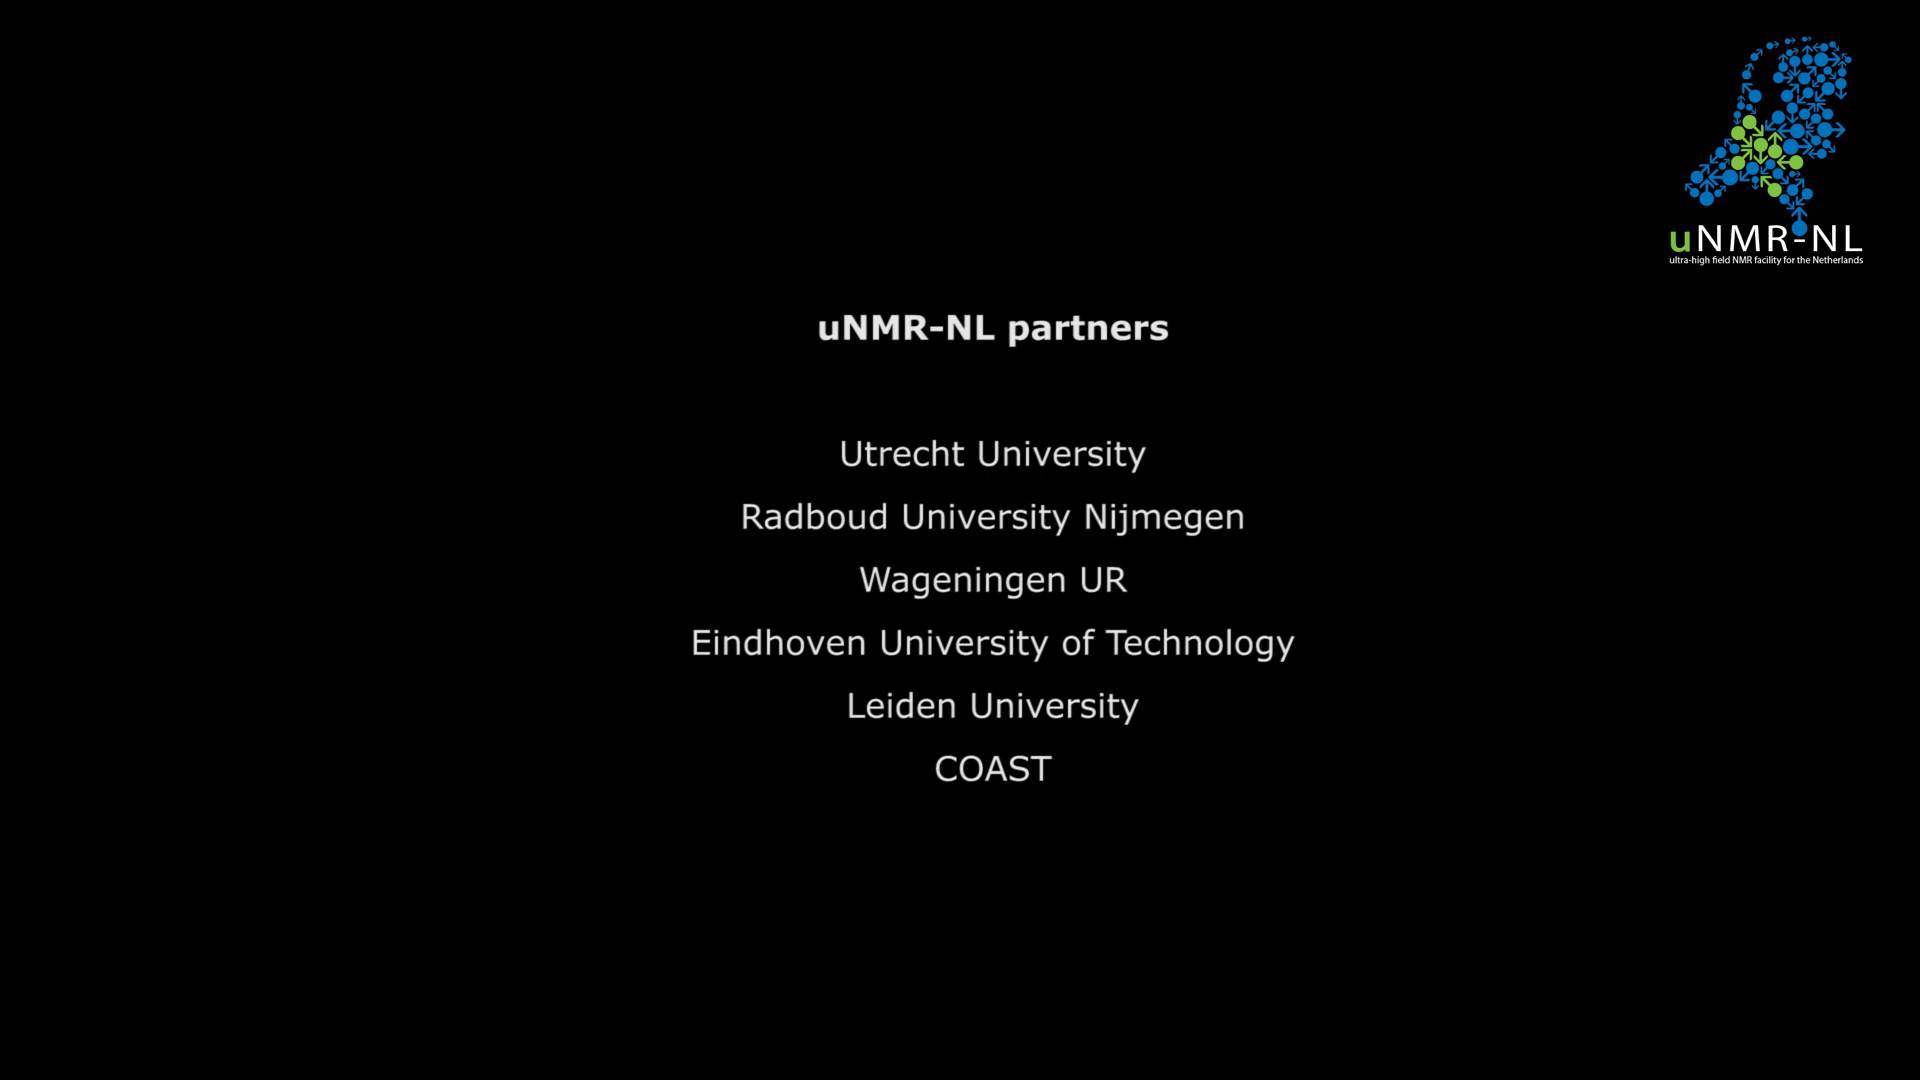 uNMR-NL
ultra-high field NMR facility for the Netherlands
uNMR-NL partners
Utrecht University
Radboud University Nijmegen
Wageningen UR
Eindhoven University of Technology
Leiden University
COAST